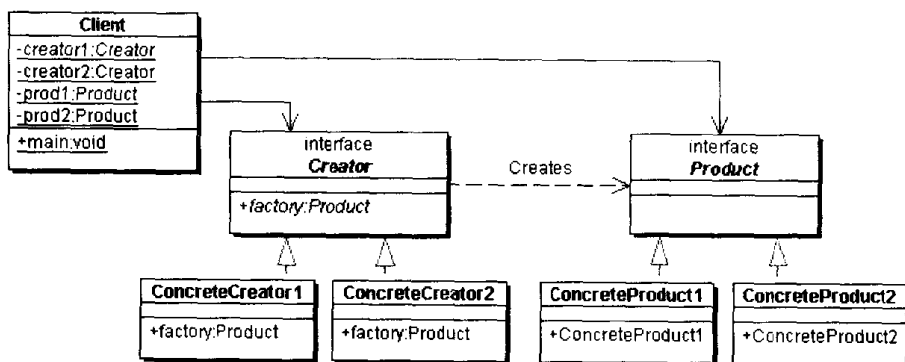 Client
-creator1:Creator
-creator2:Creator
-prod1:Product
-prod2:Product
+main:void
interface
Creator
+factory:Product
Creates
interface
Product
ConcreteCreator1
+factory:Product
ConcreteCreator2
+factory:Product
ConcreteProduct1
+ConcreteProduct1
ConcreteProduct2
+ConcreteProduct2